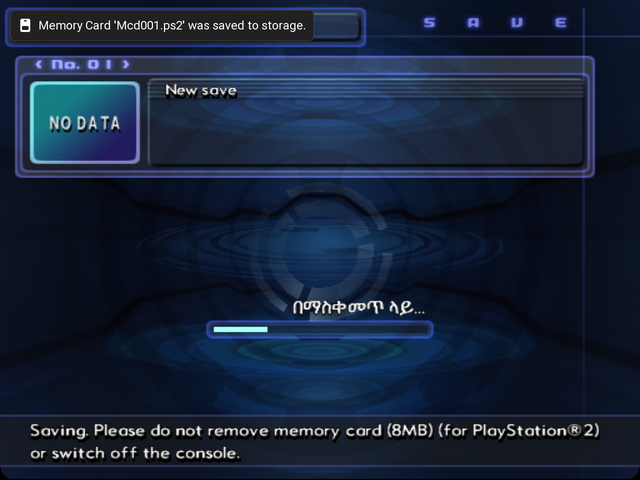 Memory Card 'Mcd001.ps2' was saved to storage.
SAVE
< No. 01 >
NO DATA
New save
በማስቀመጥ ላይ...
Saving. Please do not remove memory card (8MB) (for PlayStation®2)
or switch off the console.